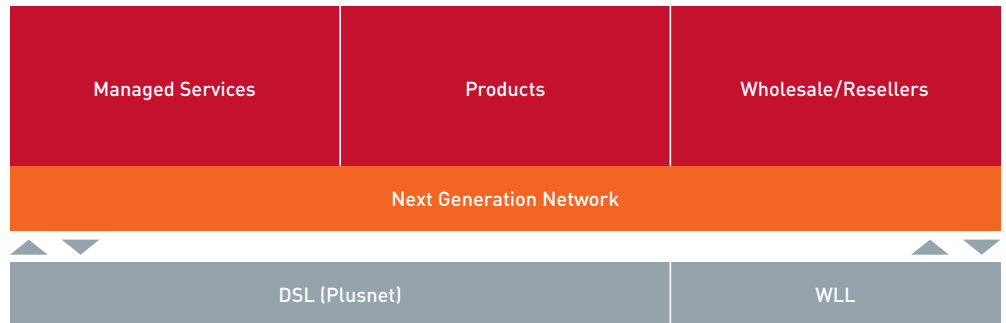 Managed Services
Products
Wholesale/Resellers
Next Generation Network
DSL (Plusnet)
WLL